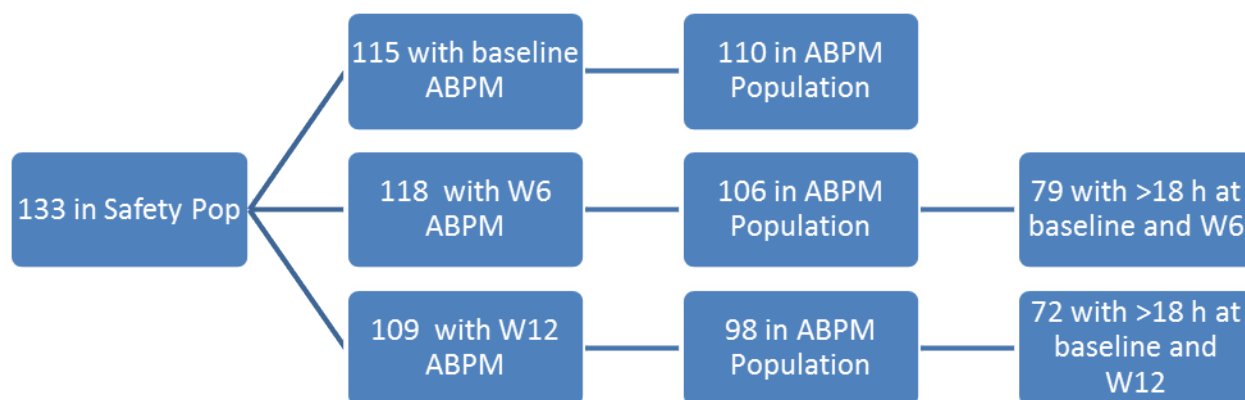 115 with baseline
ABPM
110 in ABPM
Population
133 in Safety Pop
118 with W6
ABPM
106 in ABPM
Population
79 with >18 h at
baseline and W6
109 with W12
ABPM
98 in ABPM
Population
72 with >18 h at
baseline and
W12